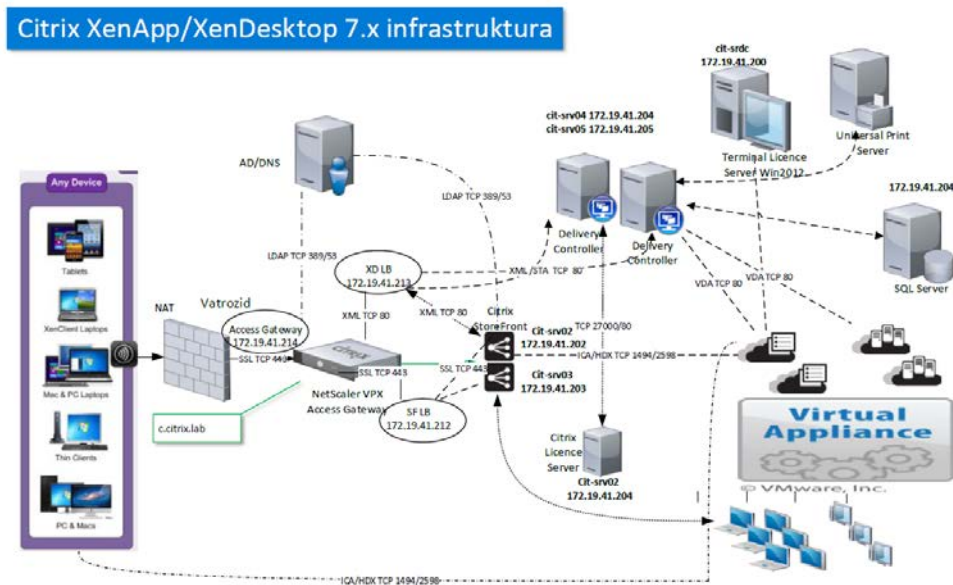 Citrix XenApp/XenDesktop 7.x infrastruktura
cit-srdc
172.19.41.200
cit-srv04 172.19.41.204
cit-srv05 172.19.41.205
Universal Print
Server
Terminal Licence
Server Win2012
AD/DNS
Any Device
Tablets
XenClient Laptops
Mac & PC Laptops
Thin Clients
PC & Macs
LDAP TCP 389/53
LDAP TCP 389/53
172.19.41.204
SQL Server
Delivery
Controller
Delivery
Controller
XML /STA TCP 80
VDA TCP 80
VDA TCP 80
XD LB
172.19.41.213
NAT
Vatrozid
Access Gateway
172.19.41.214
SSL TCP 443
XML TCP 80
XML TCP 80
Citrix
StoreFront
TCP 27000/80
Cit-srv02
172.19.41.202
ICA/HDX TCP 1494/2598
Cit-srv03
172.19.41.203
CITRIX
SSL TCP 443
SSL TCP 443
NetScaler VPX
Access Gateway
SF LB
172.19.41.212
c.citrix.lab
Citrix
Licence
Server
Cit-srv02
172.19.41.204
Virtual
Appliance
© VMware, Inc.
ICA/HDX TCP 1494/2598